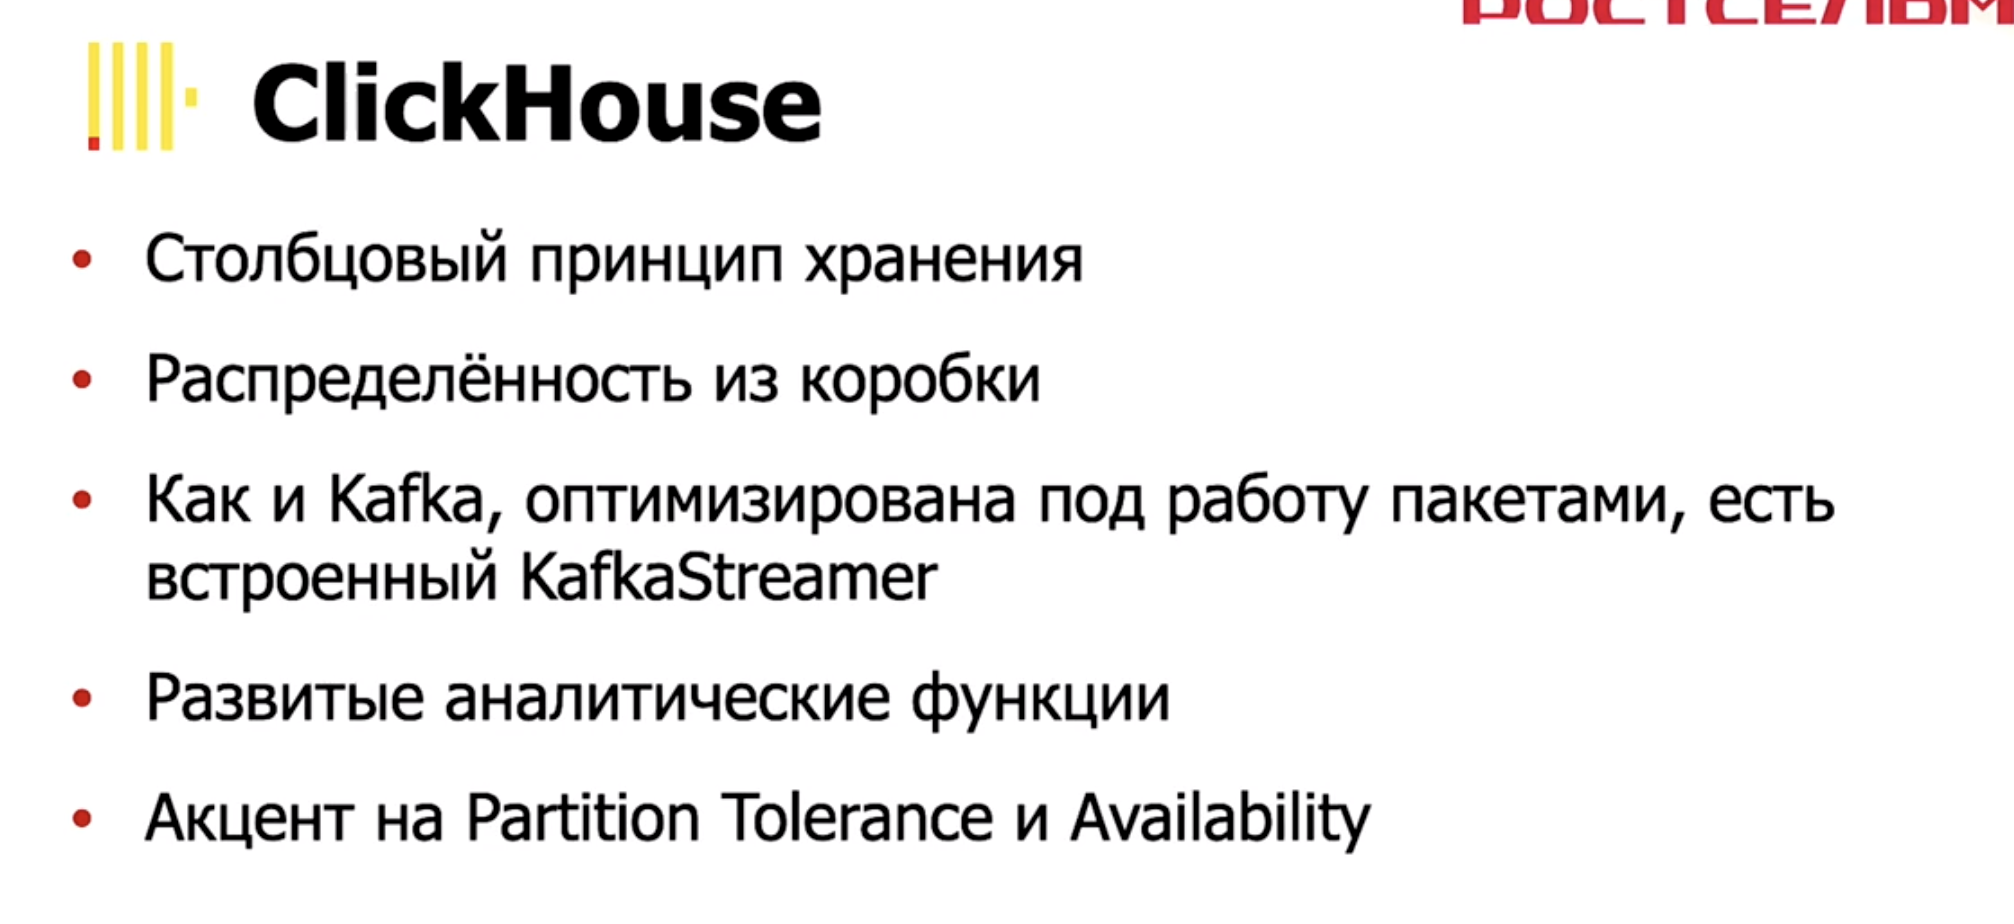 ClickHouse
• Столбцовый принцип хранения
• Распределённость из коробки
• Как и Kafka, оптимизирована под работу пакетами, есть
встроенный KafkaStreamer
• Развитые аналитические функции
• Акцент на Partition Tolerance и Availability